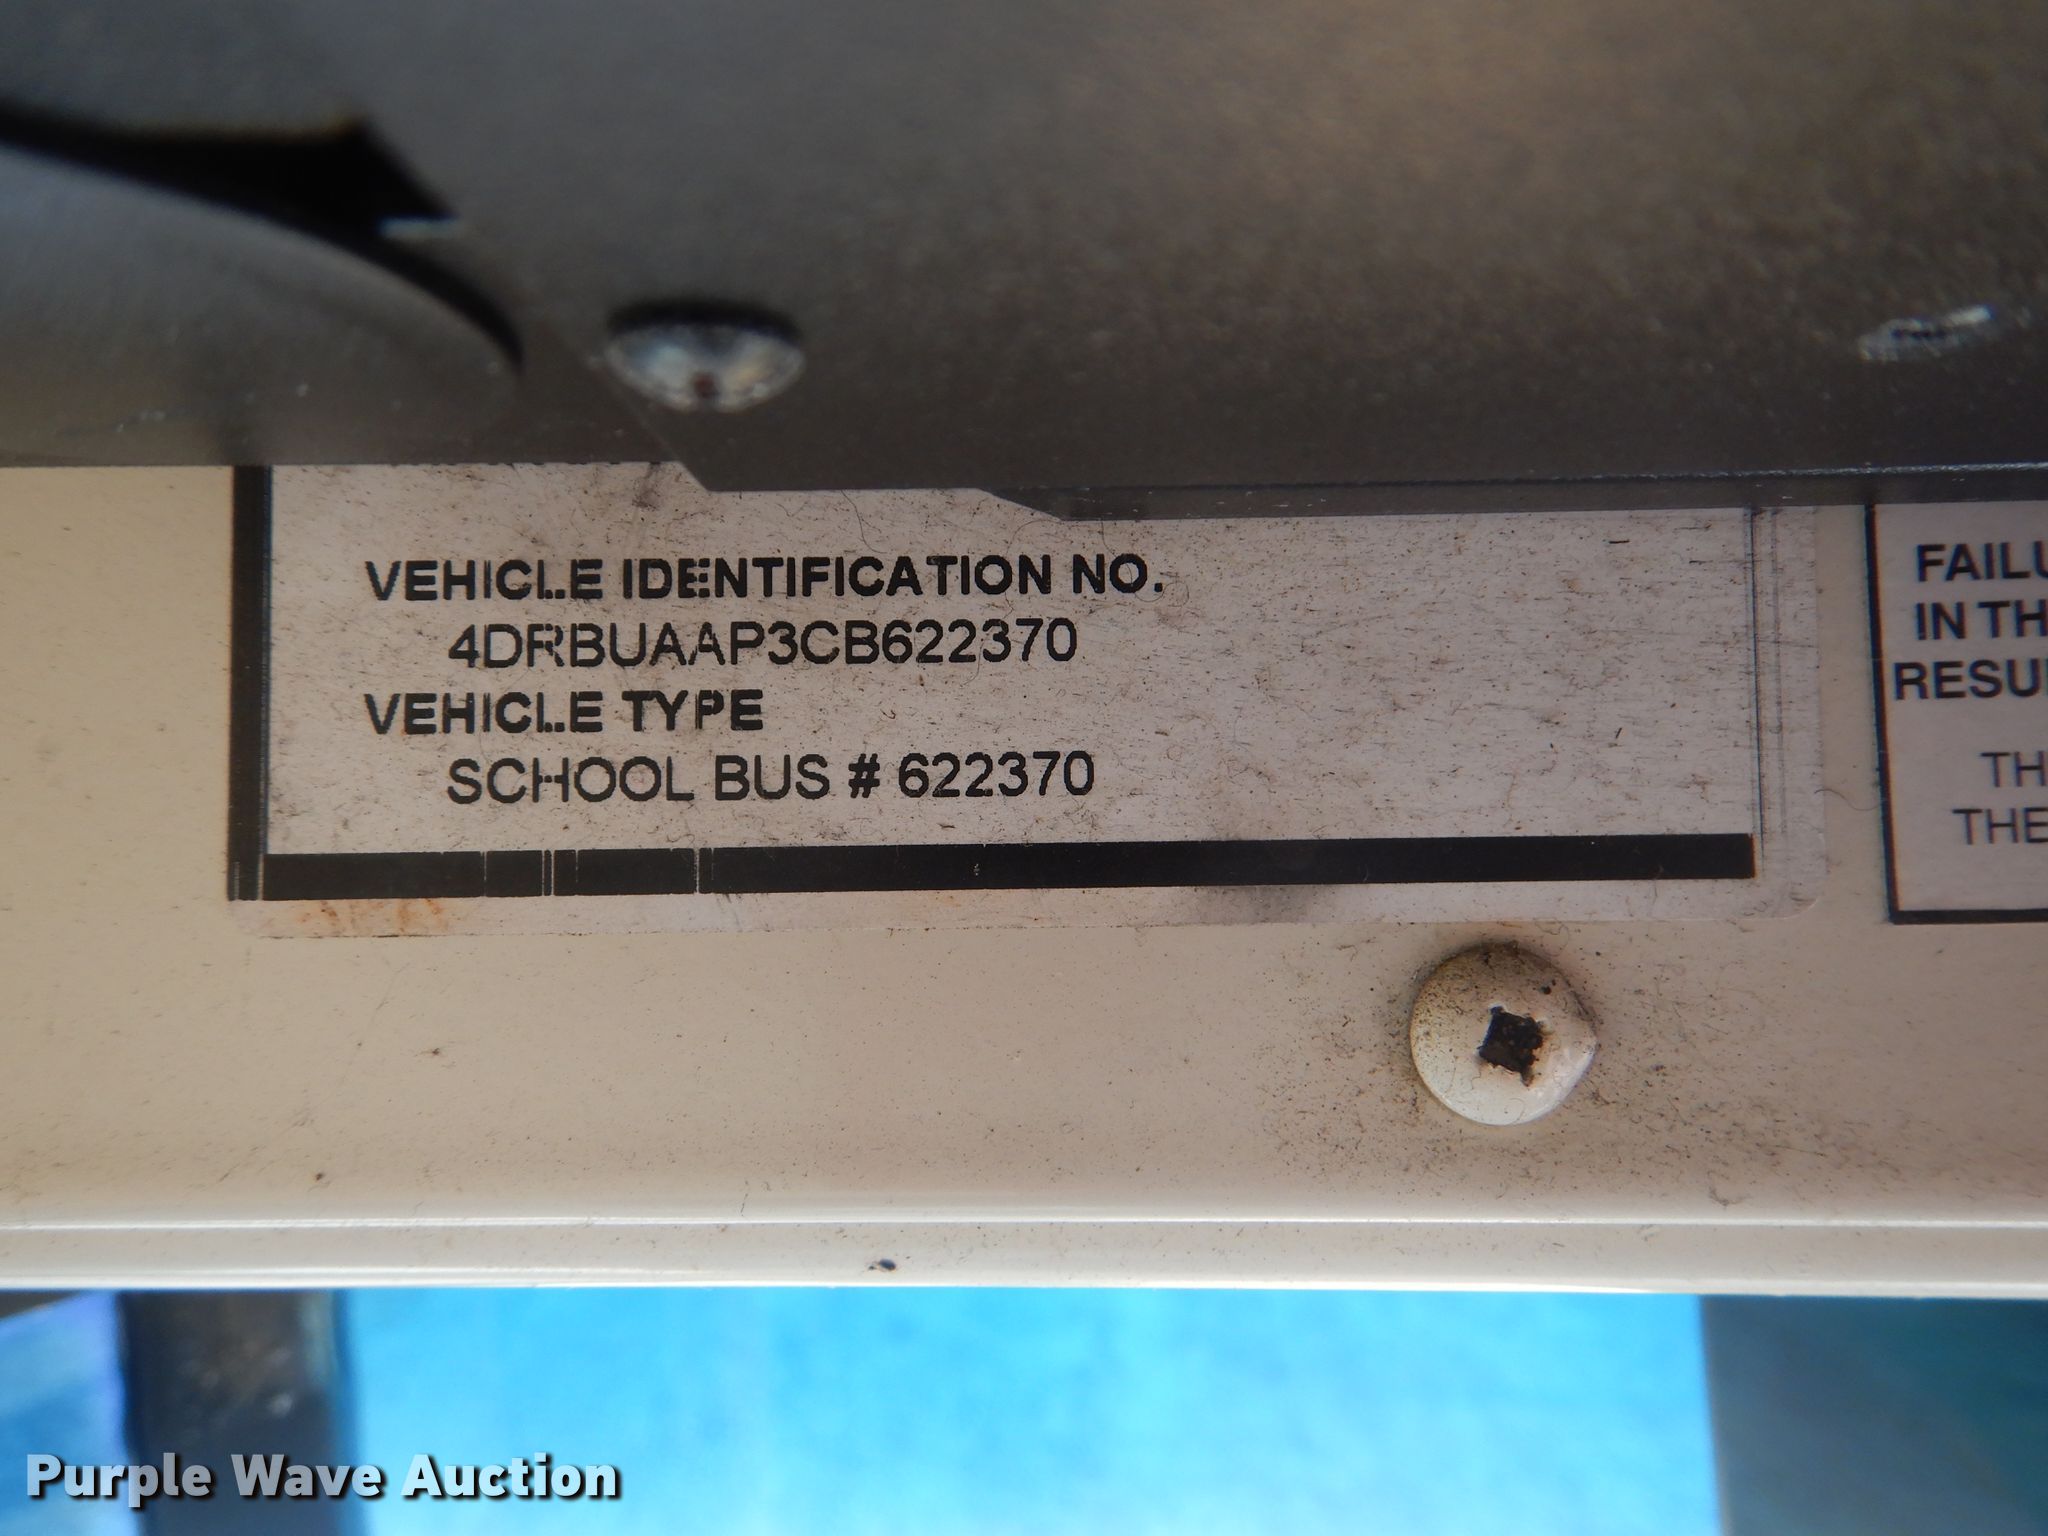 VEHICLE IDENTIFICATION NO.
4DRBUAAP3CB622370
VEHICLE TYPE
SCHOOL BUS # 622370
FAILU
IN TH
RESU
TH
THE
Purple Wave Auction